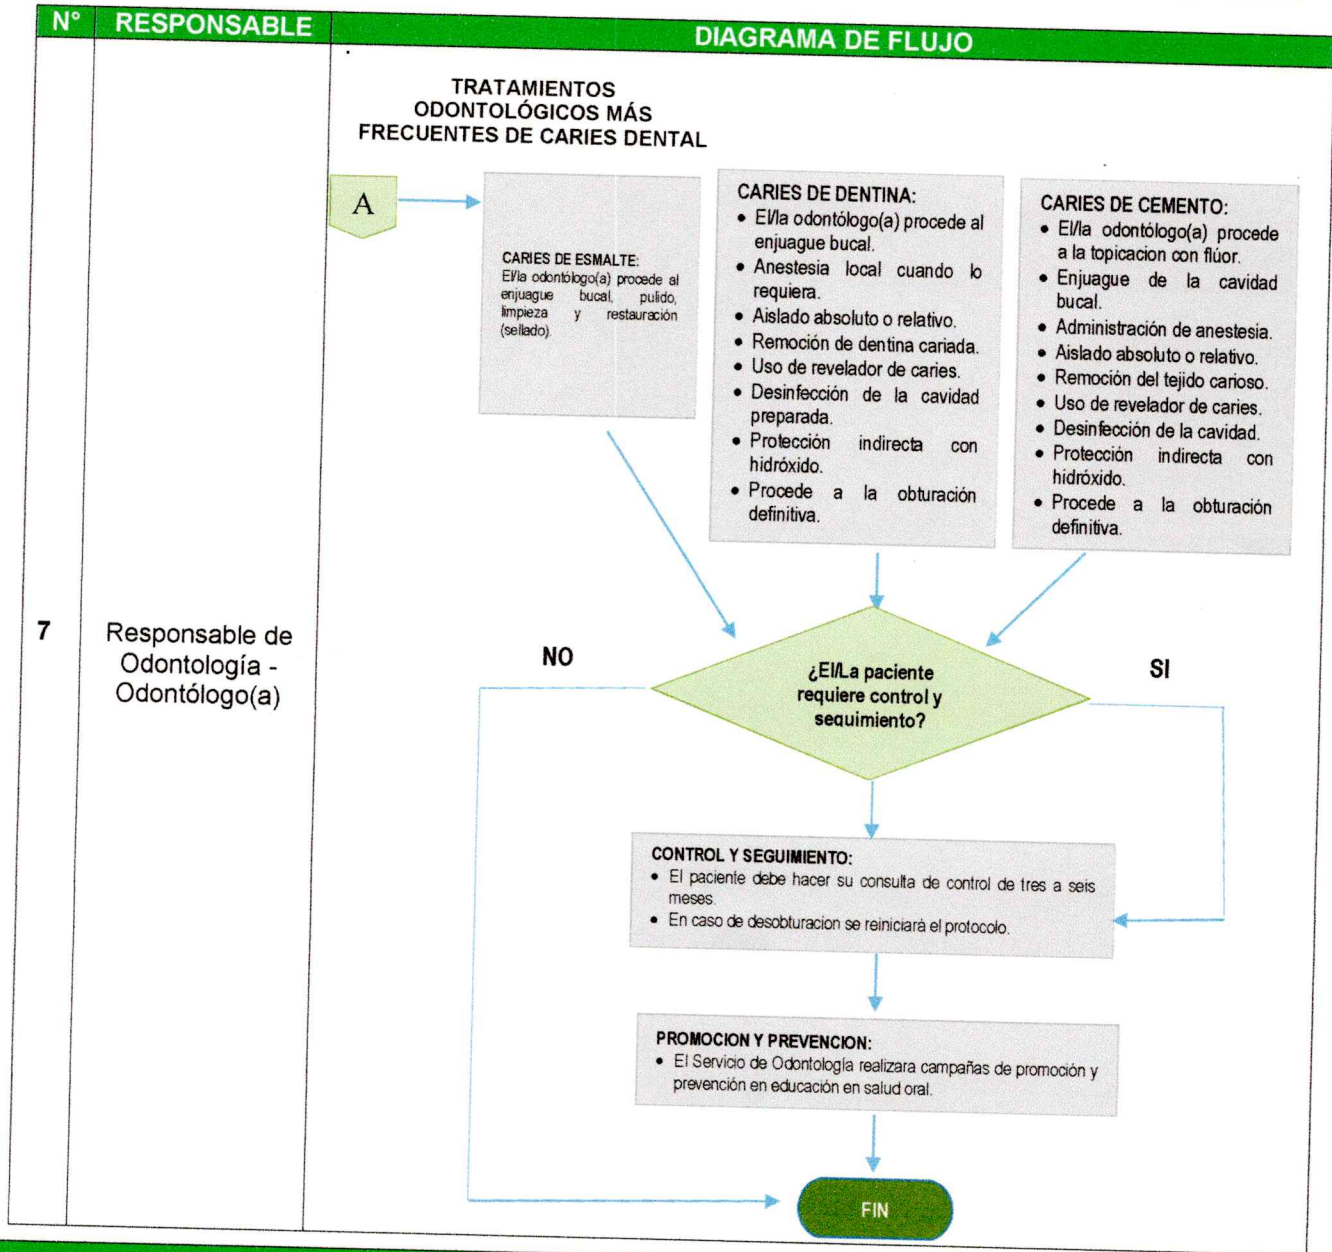 N° RESPONSABLE DIAGRAMA DE FLUJO
TRATAMIENTOS
ODONTOLÓGICOS MÁS
FRECUENTES DE CARIES DENTAL
A
CARIES DE ESMALTE:
El/la odontólogo(a) procede al
enjuague bucal, pulido,
limpieza y restauración
(sellado).
CARIES DE DENTINA:
• El/la odontólogo(a) procede al
enjuague bucal.
• Anestesia local cuando lo
requiera.
• Aislado absoluto o relativo.
• Remoción de dentina cariada.
• Uso de revelador de caries.
• Desinfección de la cavidad
preparada.
• Protección indirecta con
hidróxido.
• Procede a la obturación
definitiva.
CARIES DE CEMENTO:
• El/la odontólogo(a) procede
a la topicacion con flúor.
• Enjuague de la cavidad
bucal.
• Administración de anestesia.
• Aislado absoluto o relativo.
• Remoción del tejido carioso.
• Uso de revelador de caries.
• Desinfección de la cavidad.
• Protección indirecta con
hidróxido.
• Procede a la obturación
definitiva.
7
Responsable de
Odontología -
Odontólogo(a)
NO
¿El/La paciente
requiere control y
seguimiento?
SI
CONTROL Y SEGUIMIENTO:
• El paciente debe hacer su consulta de control de tres a seis
meses.
• En caso de desobturacion se reiniciará el protocolo.
PROMOCION Y PREVENCION:
• El Servicio de Odontología realizara campañas de promoción y
prevención en educación en salud oral.
FIN